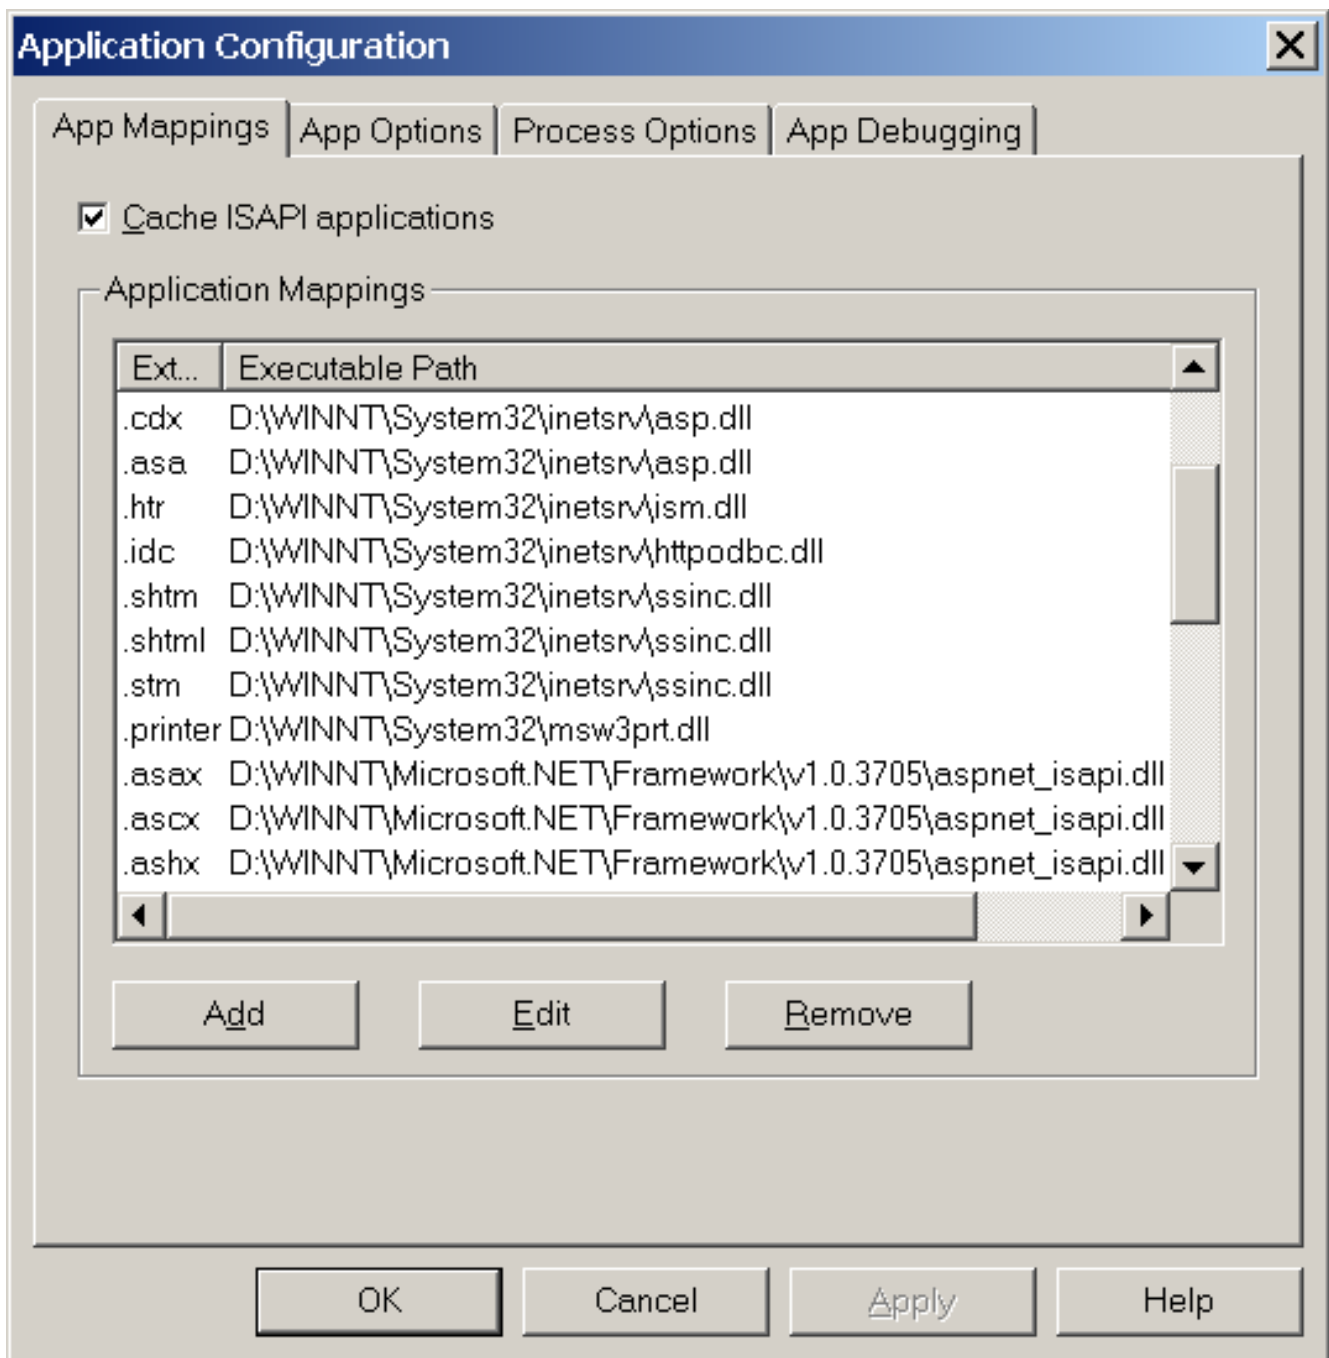 Application Configuration
App Mappings App Options Process Options App Debugging
Cache ISAPI applications
Application Mappings
Ext... Executable Path
.cdx D:\WINNT\System32\inetsrv\asp.dll
.asa D:\WINNT\System32\inetsrv\asp.dll
.htr D:\WINNT\System32\inetsrv\ism.dll
.idc D:\WINNT\System32\inetsrv\httpodbc.dll
.shtm D:\WINNT\System32\inetsrv\ssinc.dll
.shtml D:\WINNT\System32\inetsrv\ssinc.dll
.stm D:\WINNT\System32\inetsrv\ssinc.dll
.printer D:\WINNT\System32\msw3prt.dll
.asax D:\WINNT\Microsoft.NET\Framework\v1.0.3705\aspnet_isapi.dll
.ascx D:\WINNT\Microsoft.NET\Framework\v1.0.3705\aspnet_isapi.dll
.ashx D:\WINNT\Microsoft.NET\Framework\v1.0.3705\aspnet_isapi.dll
Add Edit Remove
OK Cancel Apply Help